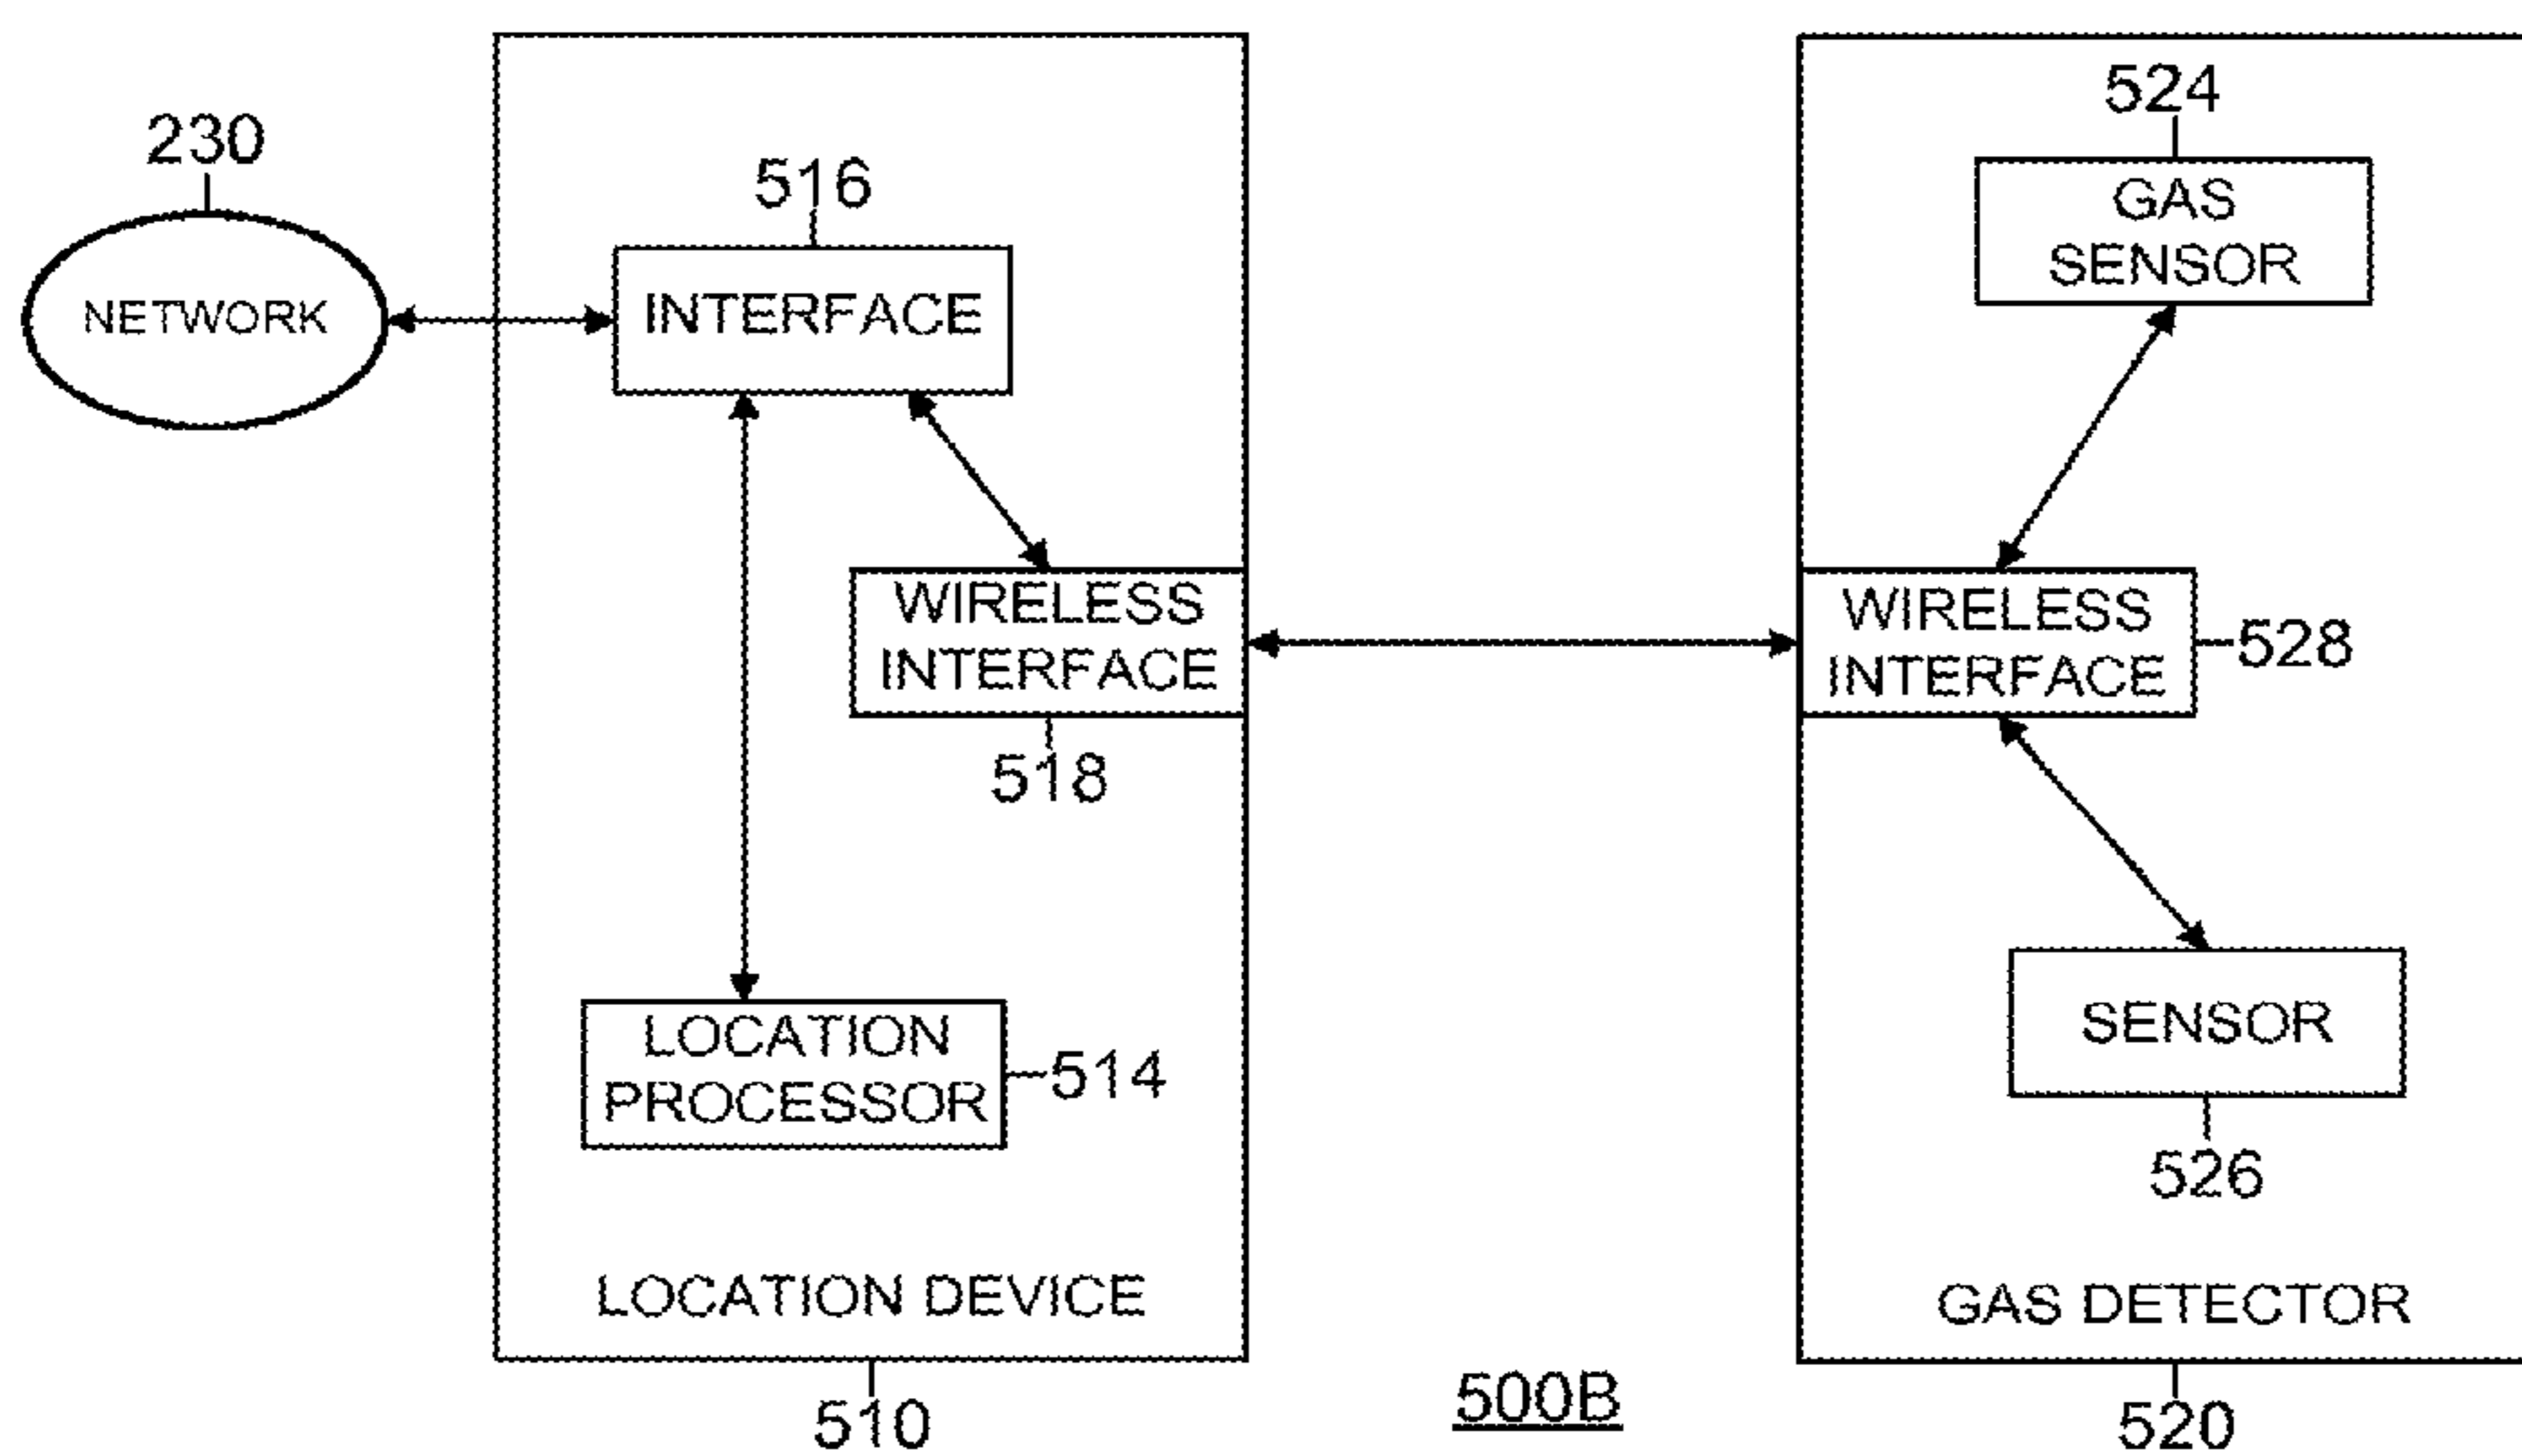 230
NETWORK
516
INTERFACE
WIRELESS
INTERFACE
518
LOCATION
PROCESSOR
514
LOCATION DEVICE
510
500B
524
GAS
SENSOR
WIRELESS
INTERFACE
528
SENSOR
526
GAS DETECTOR
520